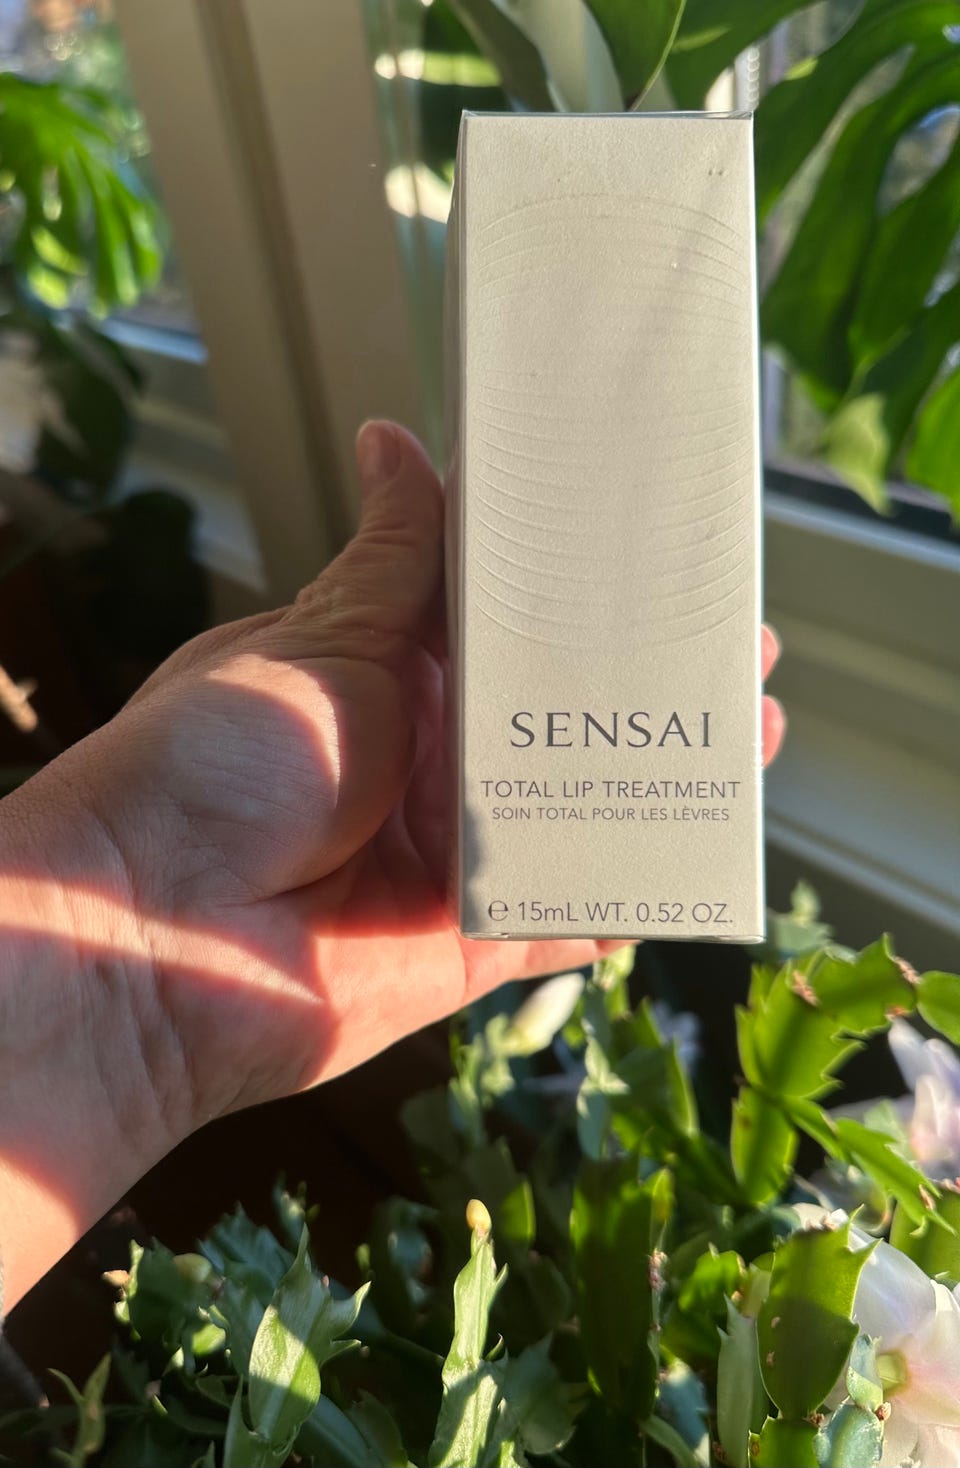 SENSAI
TOTAL LIP TREATMENT
SOIN TOTAL POUR LES LÈVRES
℮ 15mL WT. 0.52 OZ.